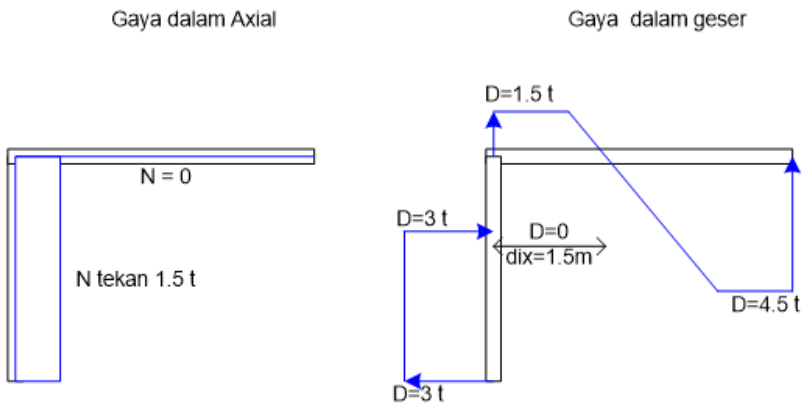 Gaya dalam Axial
Gaya dalam geser
D=1.5 t
N = 0
D=3 t
D=0
dix=1.5m
N tekan 1.5 t
D=4.5 t
D=3 t